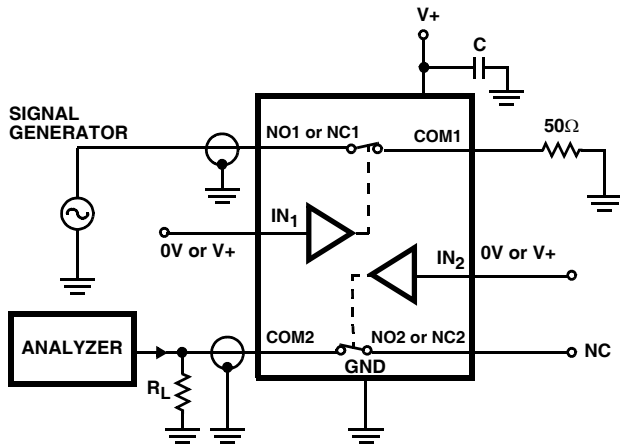 V+
C
SIGNAL
GENERATOR
NO1 or NC1
COM1
50Ω
IN1
0V or V+
IN2
0V or V+
ANALYZER
COM2
NO2 or NC2
NC
GND
RL